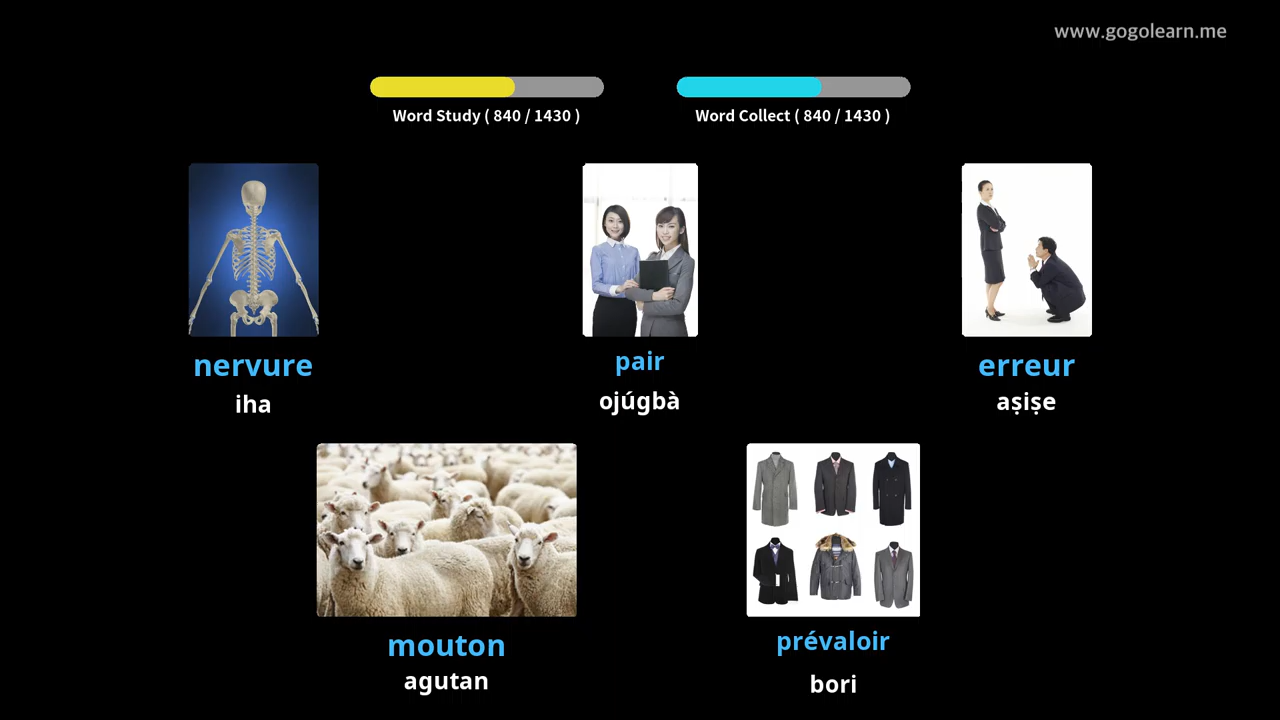 www.gogolearn.me
Word Study ( 840 / 1430 )
Word Collect ( 840 / 1430 )
nervure
iha
pair
ojúgbà
erreur
aṣiṣe
mouton
agutan
prévaloir
bori